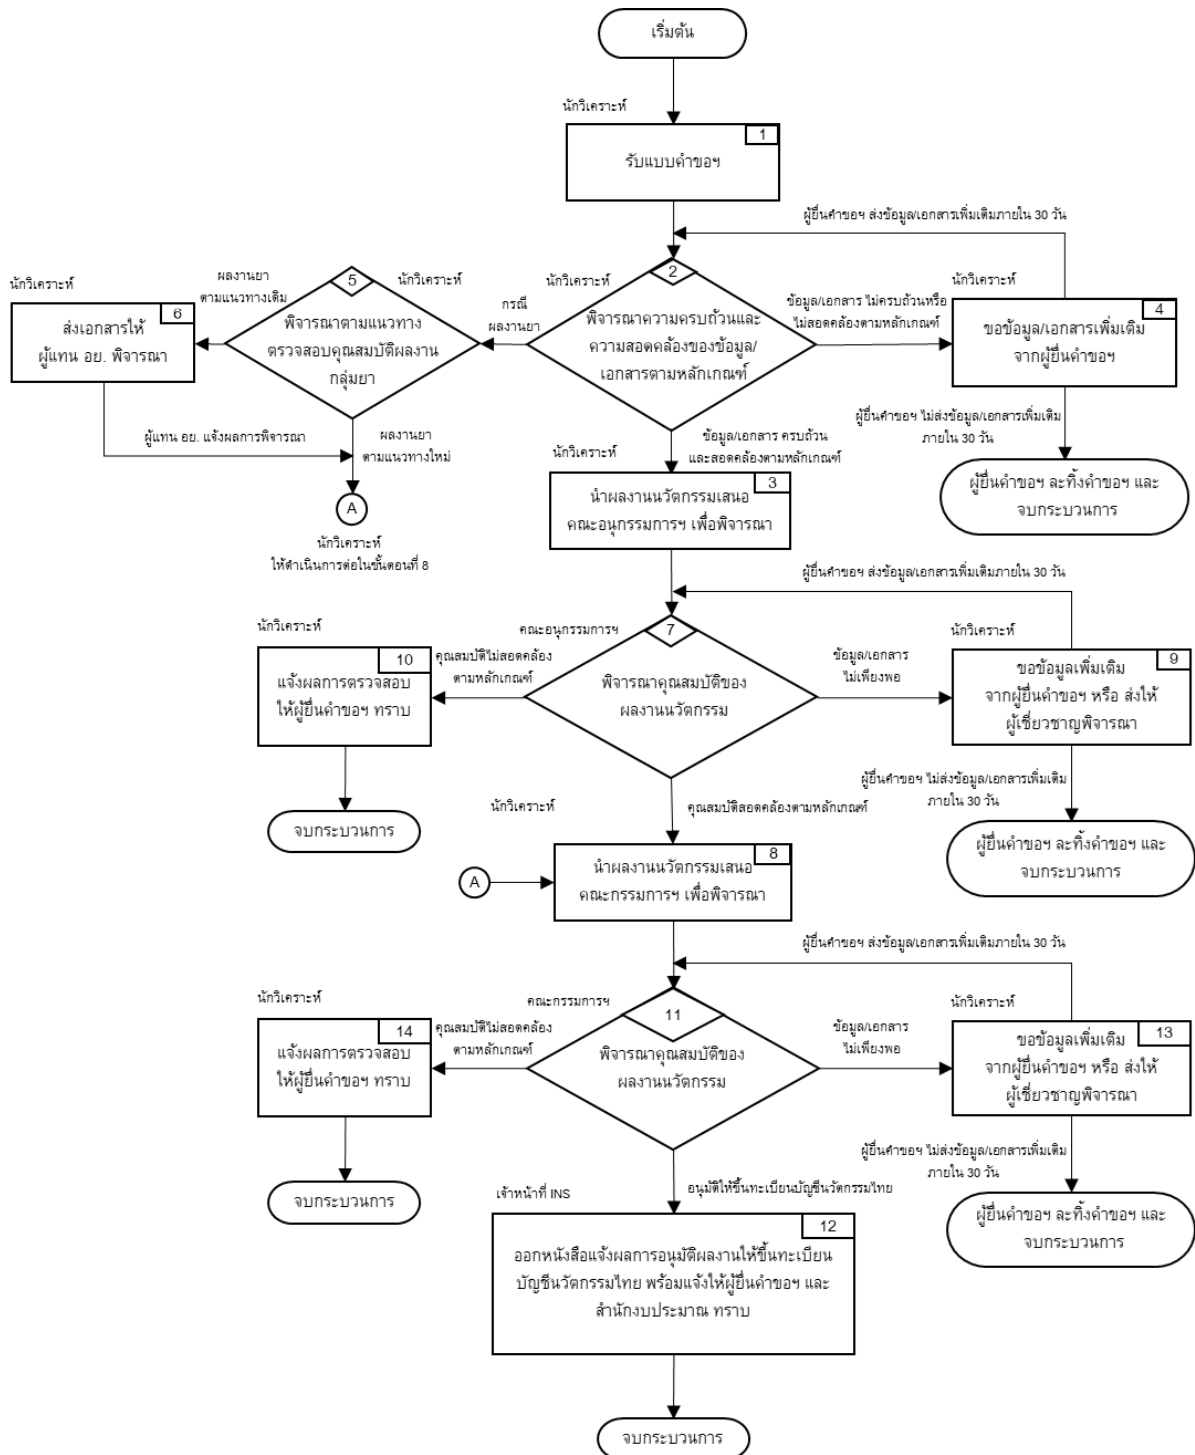 เริ่มต้น
นักวิเคราะห์
1
รับแบบคำขอฯ
ผู้ยื่นคำขอฯ ส่งข้อมูล/เอกสารเพิ่มเติมภายใน 30 วัน
นักวิเคราะห์
6
ส่งเอกสารให้
ผู้แทน อย. พิจารณา
ผลงานยา
ตามแนวทางเดิม
5
นักวิเคราะห์
พิจารณาตามแนวทาง
ตรวจสอบคุณสมบัติผลงาน
กลุ่มยา
กรณี
ผลงานยา
นักวิเคราะห์
2
พิจารณาความครบถ้วนและ
ความสอดคล้องของข้อมูล/
เอกสารตามหลักเกณฑ์
ข้อมูล/เอกสาร ไม่ครบถ้วนหรือ
ไม่สอดคล้องตามหลักเกณฑ์
นักวิเคราะห์
4
ขอข้อมูล/เอกสารเพิ่มเติม
จากผู้ยื่นคำขอฯ
ผู้แทน อย. แจ้งผลการพิจารณา
ผลงานยา
ตามแนวทางใหม่
A
นักวิเคราะห์
ให้ดำเนินการต่อในขั้นตอนที่ 8
ข้อมูล/เอกสาร ครบถ้วน
และสอดคล้องตามหลักเกณฑ์
ผู้ยื่นคำขอฯ ไม่ส่งข้อมูล/เอกสารเพิ่มเติม
ภายใน 30 วัน
ผู้ยื่นคำขอฯ ละทิ้งคำขอฯ และ
จบกระบวนการ
นักวิเคราะห์
3
นำผลงานนวัตกรรมเสนอ
คณะอนุกรรมการฯ เพื่อพิจารณา
ผู้ยื่นคำขอฯ ส่งข้อมูล/เอกสารเพิ่มเติมภายใน 30 วัน
นักวิเคราะห์
10
แจ้งผลการตรวจสอบ
ให้ผู้ยื่นคำขอฯ ทราบ
คณะอนุกรรมการฯ
คุณสมบัติไม่สอดคล้อง
ตามหลักเกณฑ์
7
พิจารณาคุณสมบัติของ
ผลงานนวัตกรรม
ข้อมูล/เอกสาร
ไม่เพียงพอ
นักวิเคราะห์
9
ขอข้อมูลเพิ่มเติม
จากผู้ยื่นคำขอฯ หรือ ส่งให้
ผู้เชี่ยวชาญพิจารณา
จบกระบวนการ
ผู้ยื่นคำขอฯ ไม่ส่งข้อมูล/เอกสารเพิ่มเติม
ภายใน 30 วัน
ผู้ยื่นคำขอฯ ละทิ้งคำขอฯ และ
จบกระบวนการ
นักวิเคราะห์
คุณสมบัติสอดคล้องตามหลักเกณฑ์
A
8
นำผลงานนวัตกรรมเสนอ
คณะกรรมการฯ เพื่อพิจารณา
ผู้ยื่นคำขอฯ ส่งข้อมูล/เอกสารเพิ่มเติมภายใน 30 วัน
นักวิเคราะห์
14
แจ้งผลการตรวจสอบ
ให้ผู้ยื่นคำขอฯ ทราบ
คณะกรรมการฯ
คุณสมบัติไม่สอดคล้อง
ตามหลักเกณฑ์
11
พิจารณาคุณสมบัติของ
ผลงานนวัตกรรม
ข้อมูล/เอกสาร
ไม่เพียงพอ
นักวิเคราะห์
13
ขอข้อมูลเพิ่มเติม
จากผู้ยื่นคำขอฯ หรือ ส่งให้
ผู้เชี่ยวชาญพิจารณา
จบกระบวนการ
ผู้ยื่นคำขอฯ ไม่ส่งข้อมูล/เอกสารเพิ่มเติม
ภายใน 30 วัน
ผู้ยื่นคำขอฯ ละทิ้งคำขอฯ และ
จบกระบวนการ
เจ้าหน้าที่ INS
อนุมัติให้ขึ้นทะเบียนบัญชีนวัตกรรมไทย
12
ออกหนังสือแจ้งผลการอนุมัติผลงานให้ขึ้นทะเบียน
บัญชีนวัตกรรมไทย พร้อมแจ้งให้ผู้ยื่นคำขอฯ และ
สำนักงบประมาณ ทราบ
จบกระบวนการ